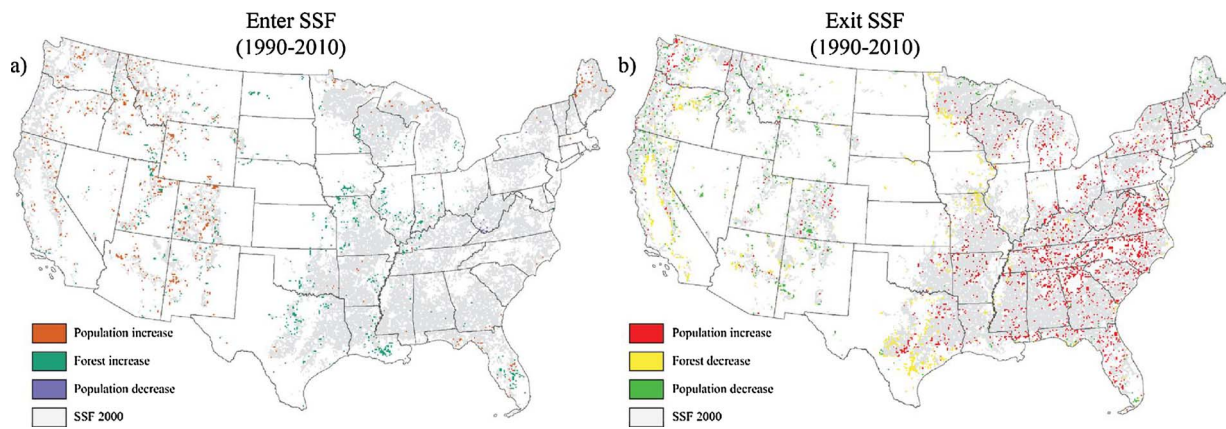 Enter SSF
(1990-2010)
a)
Population increase
Forest increase
Population decrease
SSF 2000
Exit SSF
(1990-2010)
b)
Population increase
Forest decrease
Population decrease
SSF 2000